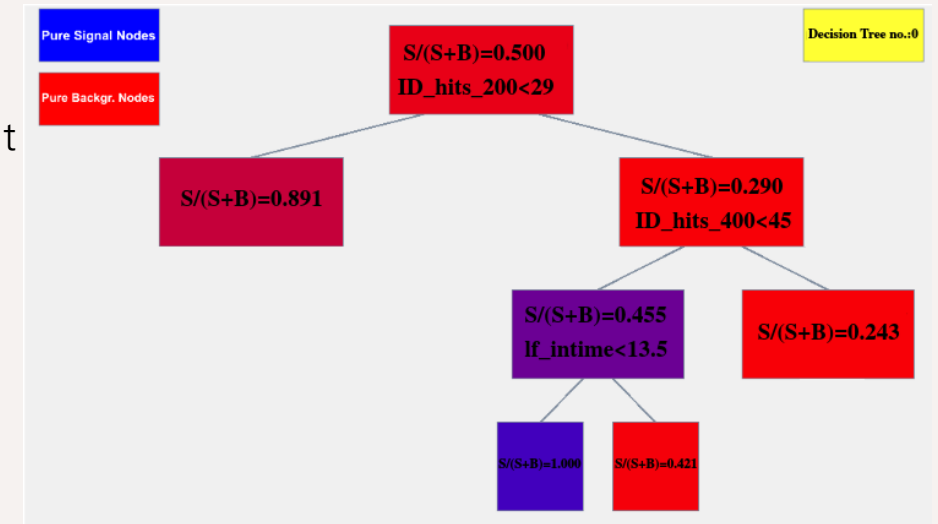 Pure Signal Nodes
Pure Backgr. Nodes
Decision Tree no.:0
t
S/(S+B)=0.500
ID_hits_200<29
S/(S+B)=0.891
S/(S+B)=0.290
ID_hits_400<45
S/(S+B)=0.455
lf_intime<13.5
S/(S+B)=0.243
S/(S+B)=1.000
S/(S+B)=0.421